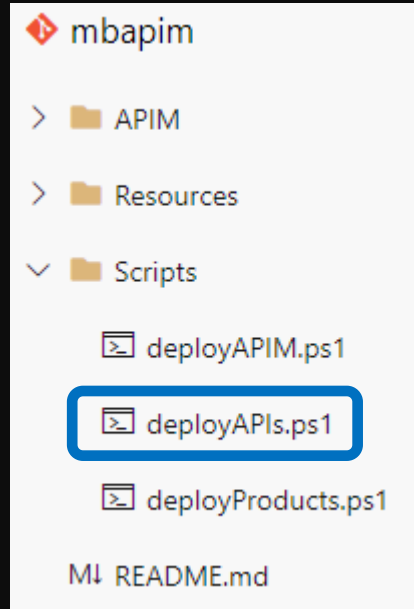 mbapim
APIM
Resources
Scripts
deployAPIM.ps1
deployAPIs.ps1
deployProducts.ps1
M↓ README.md